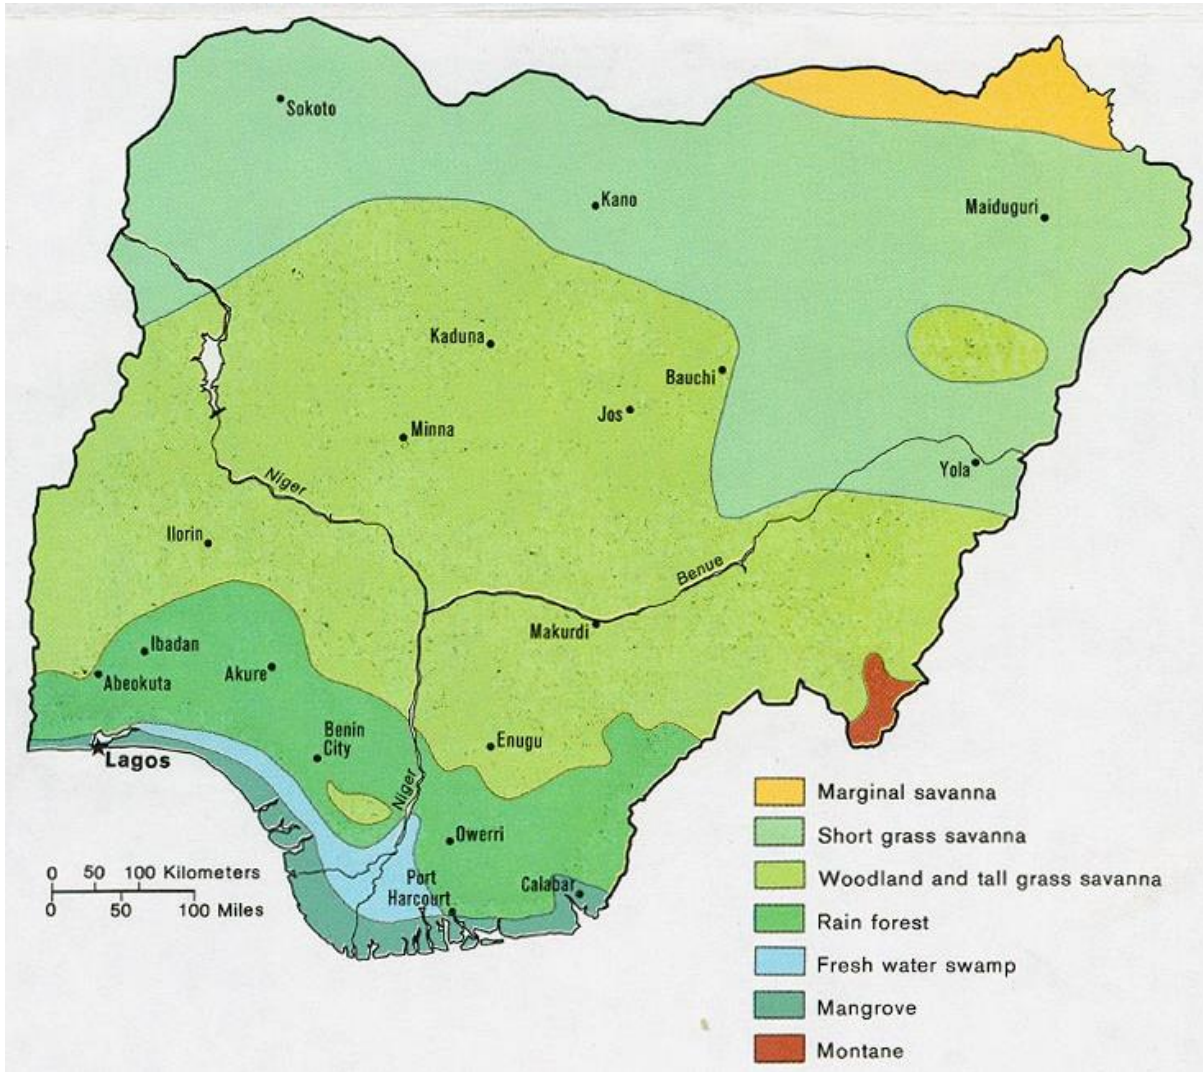 Sokoto
Kano
Maiduguri
Kaduna
Bauchi
Jos
Minna
Yola
Niger
Ilorin
Benue
Makurdi
Ibadan
Akure
Abeokuta
Benin
City
Enugu
Lagos
Niger
Owerri
Port
Harcourt
Calabar
0 50 100 Kilometers
0 50 100 Miles
Marginal savanna
Short grass savanna
Woodland and tall grass savanna
Rain forest
Fresh water swamp
Mangrove
Montane